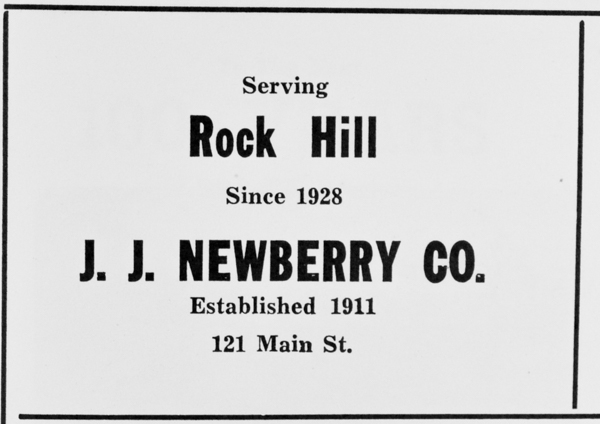 Serving
Rock Hill
Since 1928
J. J. NEWBERRY CO.
Established 1911
121 Main St.